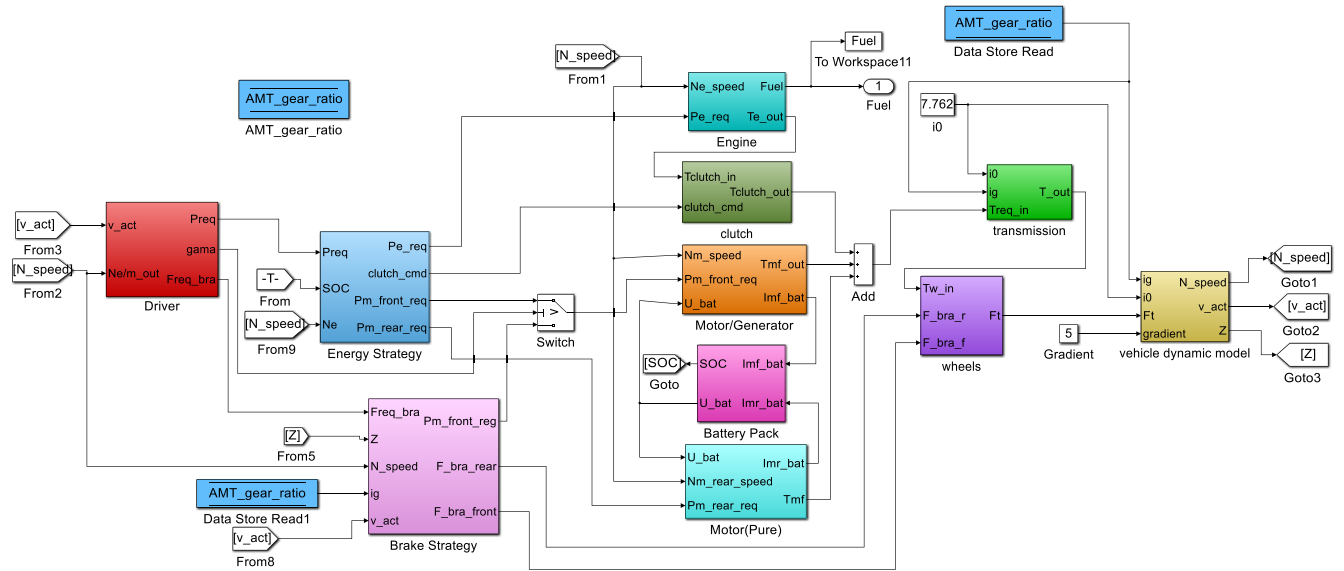 AMT_gear_ratio
Data Store Read
[N_speed]
From1
Fuel
To Workspace11
1
Fuel
AMT_gear_ratio
AMT_gear_ratio
Ne_speed
Pe_req
Fuel
Te_out
Engine
7.762
i0
Tclutch_in
clutch_cmd
Tclutch_out
clutch
i0
ig
Treq_in
T_out
transmission
[v_act]
From3
[N_speed]
From2
v_act
Ne/m_out
Preq
gama
Freq_bra
Driver
-T-
From
[N_speed]
From9
Preq
SOC
Ne
Pe_req
clutch_cmd
Pm_front_req
Pm_rear_req
Energy Strategy
>
Switch
Nm_speed
Pm_front_req
U_bat
Tmf_out
Imf_bat
Motor/Generator
Add
Tw_in
F_bra_r
F_bra_f
Ft
wheels
5
Gradient
ig
i0
Ft
gradient
N_speed
v_act
Z
vehicle dynamic model
[N_speed]
Goto1
[v_act]
Goto2
[Z]
Goto3
[SOC]
Goto
SOC
U_bat
Imf_bat
Imr_bat
Battery Pack
[Z]
From5
AMT_gear_ratio
Data Store Read1
[v_act]
From8
Freq_bra
Z
N_speed
ig
v_act
Pm_front_reg
F_bra_rear
F_bra_front
Brake Strategy
U_bat
Nm_rear_speed
Pm_rear_req
Imr_bat
Tmf
Motor(Pure)